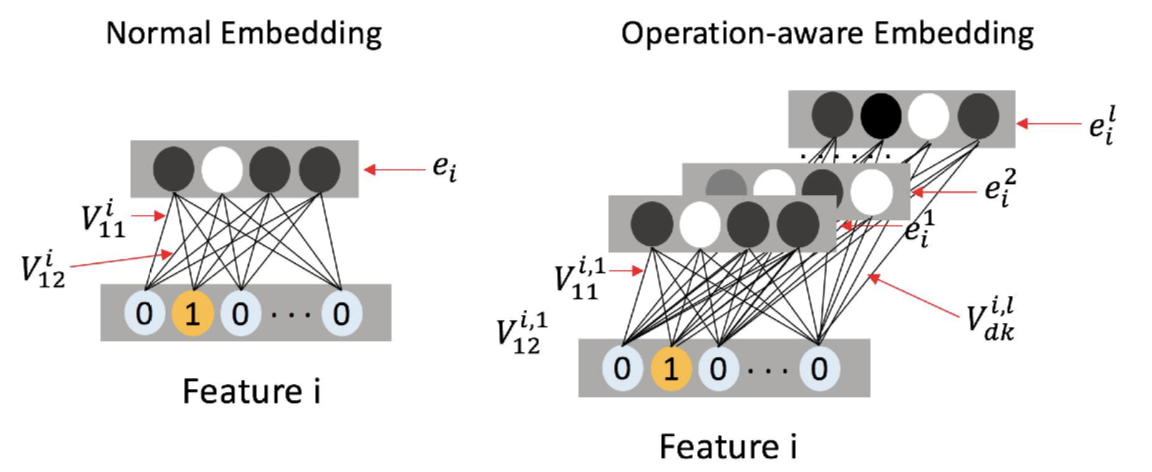 Normal Embedding
e_i
V_{11}^{i}
V_{12}^{i}
0 1 0 ··· 0
Feature i
Operation-aware Embedding
e_i^l
······
e_i^2
e_i^1
V_{11}^{i,1}
V_{12}^{i,1}
V_{dk}^{i,l}
0 1 0 ··· 0
Feature i